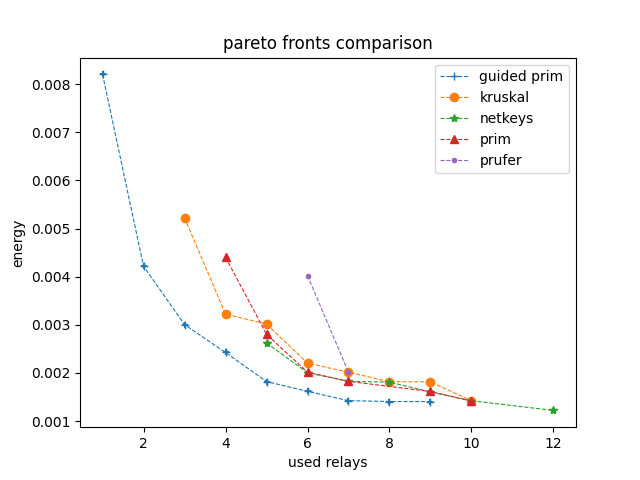 pareto fronts comparison
guided prim
kruskal
netkeys
prim
prufer
energy
0.008
0.007
0.006
0.005
0.004
0.003
0.002
0.001
2 4 6 8 10 12
used relays